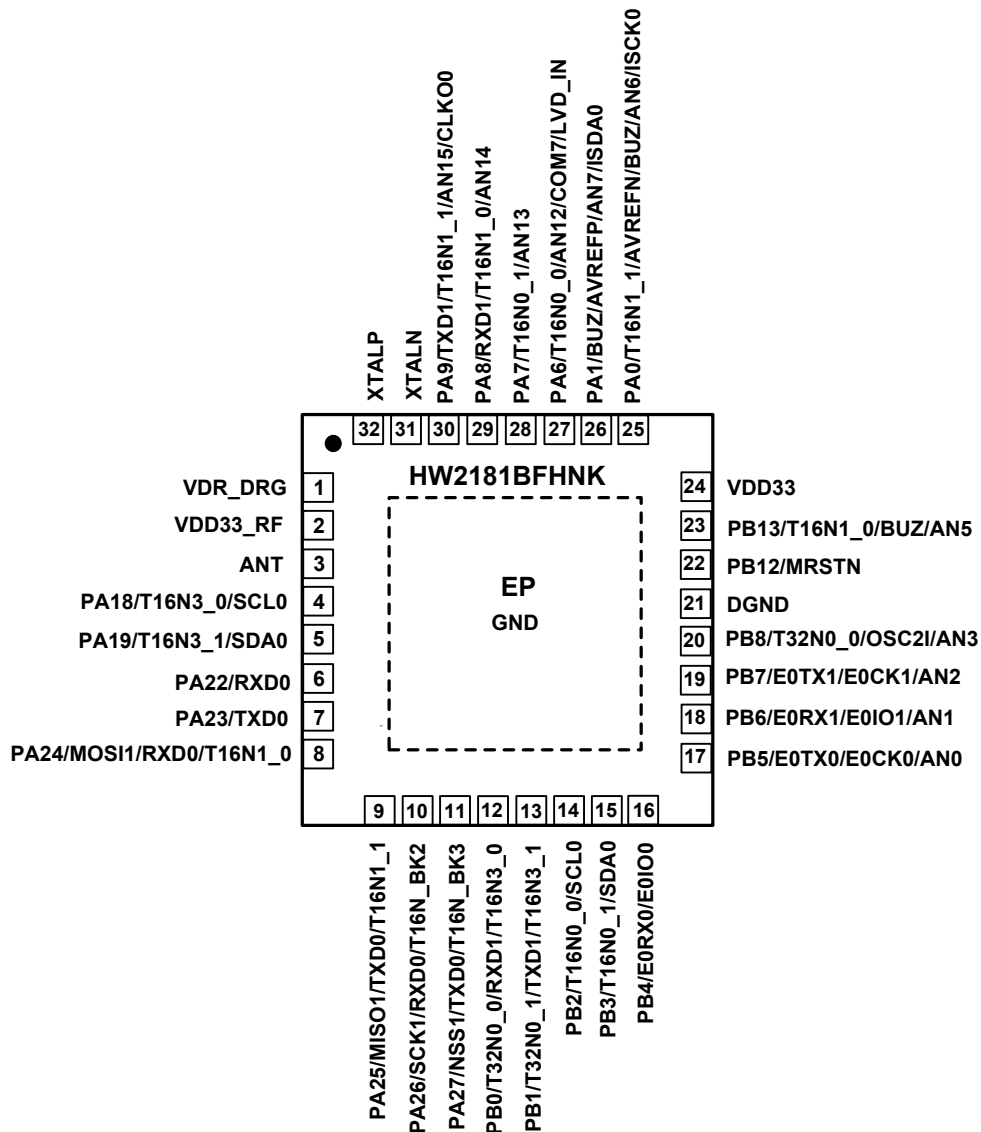 XTALP
XTALN
PA9/TXD1/T16N1_1/AN15/CLKO0
PA8/RXD1/T16N1_0/AN14
PA7/T16N0_1/AN13
PA6/T16N0_0/AN12/COM7/LVD_IN
PA1/BUZ/AVREFP/AN7/ISDA0
PA0/T16N1_1/AVREFN/BUZ/AN6/ISCK0
32 31 30 29 28 27 26 25
HW2181BFHNK
VDR_DRG 1
VDD33_RF 2
ANT 3
PA18/T16N3_0/SCL0 4
PA19/T16N3_1/SDA0 5
PA22/RXD0 6
PA23/TXD0 7
PA24/MOSI1/RXD0/T16N1_0 8
EP
GND
24 VDD33
23 PB13/T16N1_0/BUZ/AN5
22 PB12/MRSTN
21 DGND
20 PB8/T32N0_0/OSC2I/AN3
19 PB7/E0TX1/E0CK1/AN2
18 PB6/E0RX1/E0IO1/AN1
17 PB5/E0TX0/E0CK0/AN0
9 10 11 12 13 14 15 16
PA25/MISO1/TXD0/T16N1_1
PA26/SCK1/RXD0/T16N_BK2
PA27/NSS1/TXD0/T16N_BK3
PB0/T32N0_0/RXD1/T16N3_0
PB1/T32N0_1/TXD1/T16N3_1
PB2/T16N0_0/SCL0
PB3/T16N0_1/SDA0
PB4/E0RX0/E0IO0